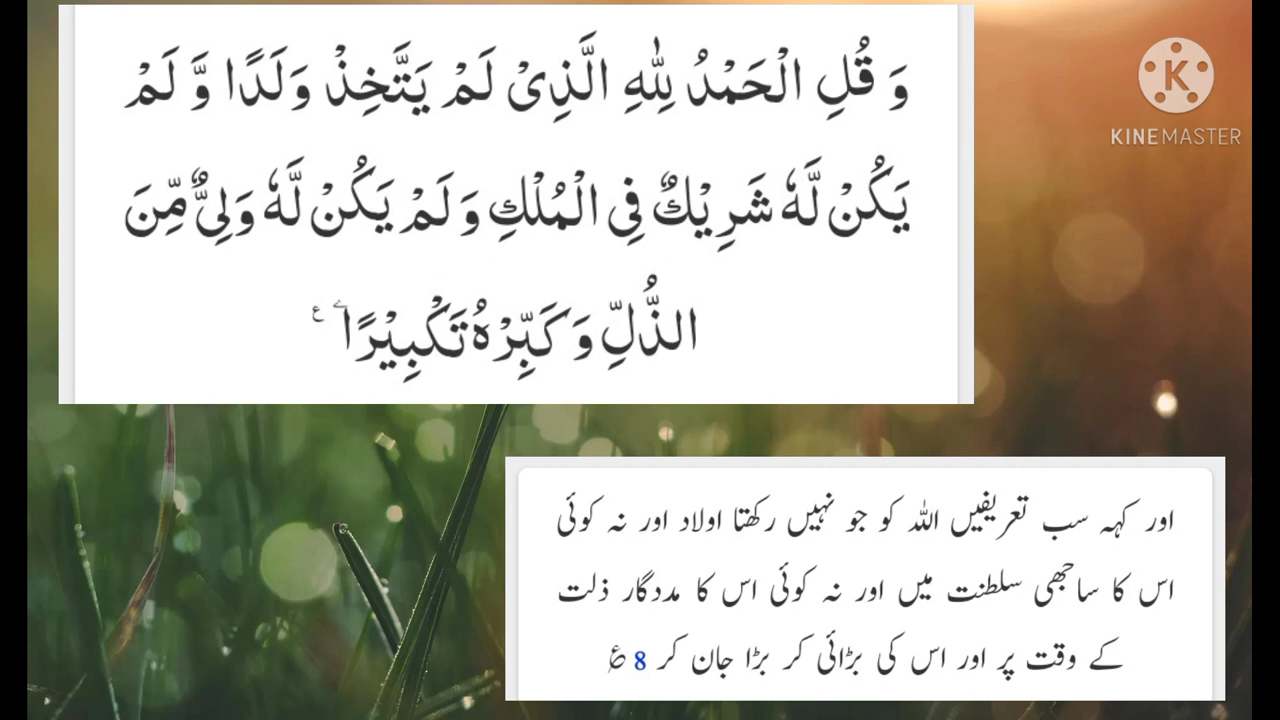 وَ قُلِ الْحَمْدُ لِلّٰهِ الَّذِیْ لَمْ یَتَّخِذْ وَلَدًا وَّ لَمْ
یَكُنْ لَّهٗ شَرِیْكٌ فِی الْمُلْكِ وَ لَمْ یَكُنْ لَّهٗ وَلِیٌّ مِّنَ
الذُّلِّ وَ كَبِّرْهُ تَكْبِیْرًا۠ ع
KINEMASTER
اور کہہ سب تعریفیں اللہ کو جو نہیں رکھتا اولاد اور نہ کوئی
اس کا ساجھی سلطنت میں اور نہ کوئی اس کا مددگار ذلت
کے وقت پر اور اس کی بڑائی کر بڑا جان کر 8 ع